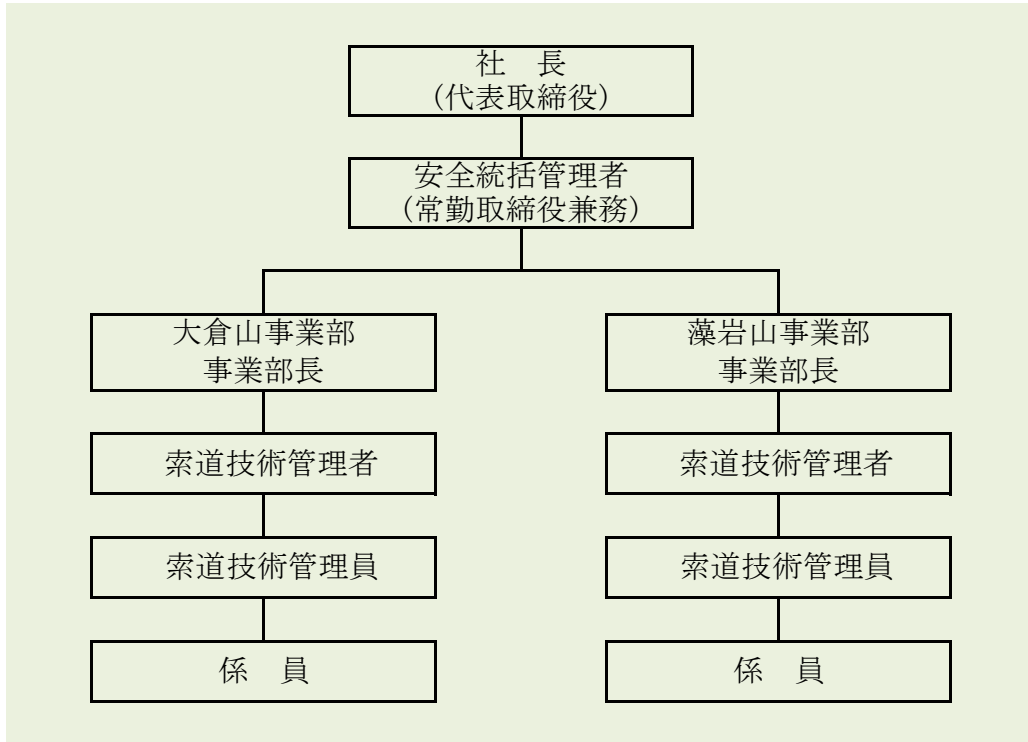 社　長
(代表取締役)
安全統括管理者
(常勤取締役兼務)
大倉山事業部
事業部長
索道技術管理者
索道技術管理員
係　員
藻岩山事業部
事業部長
索道技術管理者
索道技術管理員
係　員